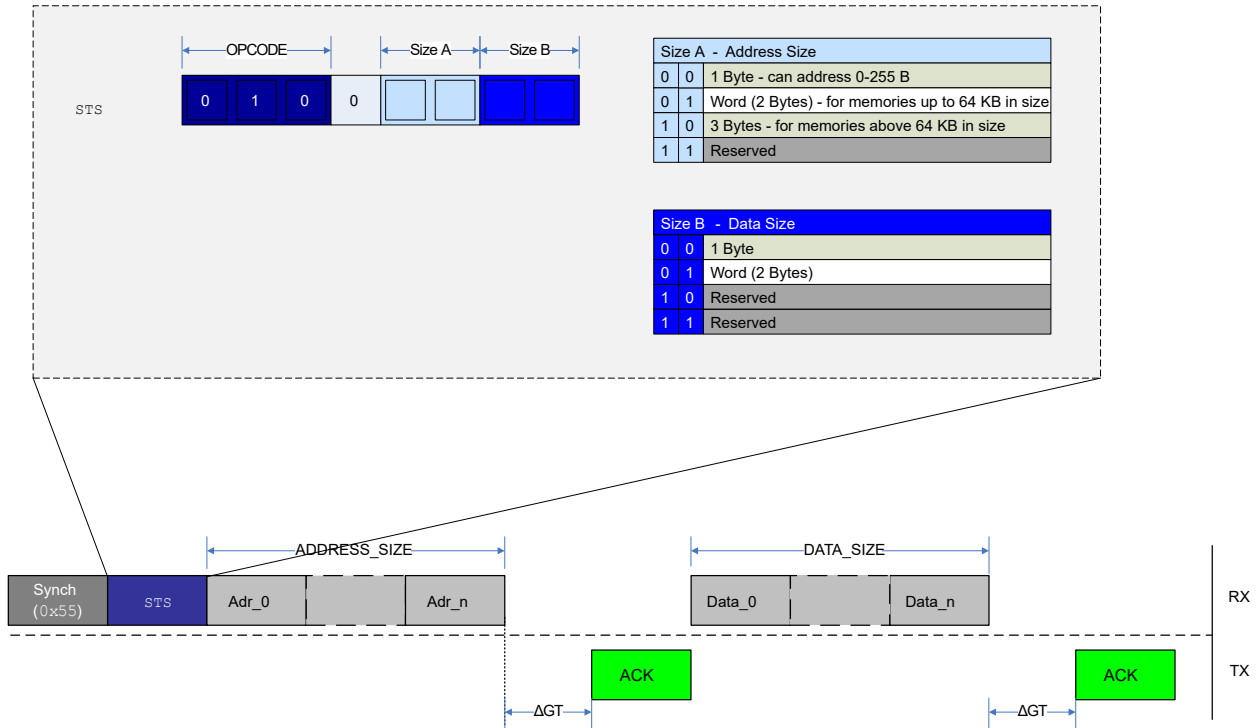 OPCODE
Size A
Size B
STS
0 1 0 0
Size A - Address Size
0 0 1 Byte - can address 0-255 B
0 1 Word (2 Bytes) - for memories up to 64 KB in size
1 0 3 Bytes - for memories above 64 KB in size
1 1 Reserved
Size B - Data Size
0 0 1 Byte
0 1 Word (2 Bytes)
1 0 Reserved
1 1 Reserved
ADDRESS_SIZE
DATA_SIZE
Synch
(0x55)
STS
Adr_0
Adr_n
Data_0
Data_n
RX
ACK
ACK
TX
ΔGT
ΔGT